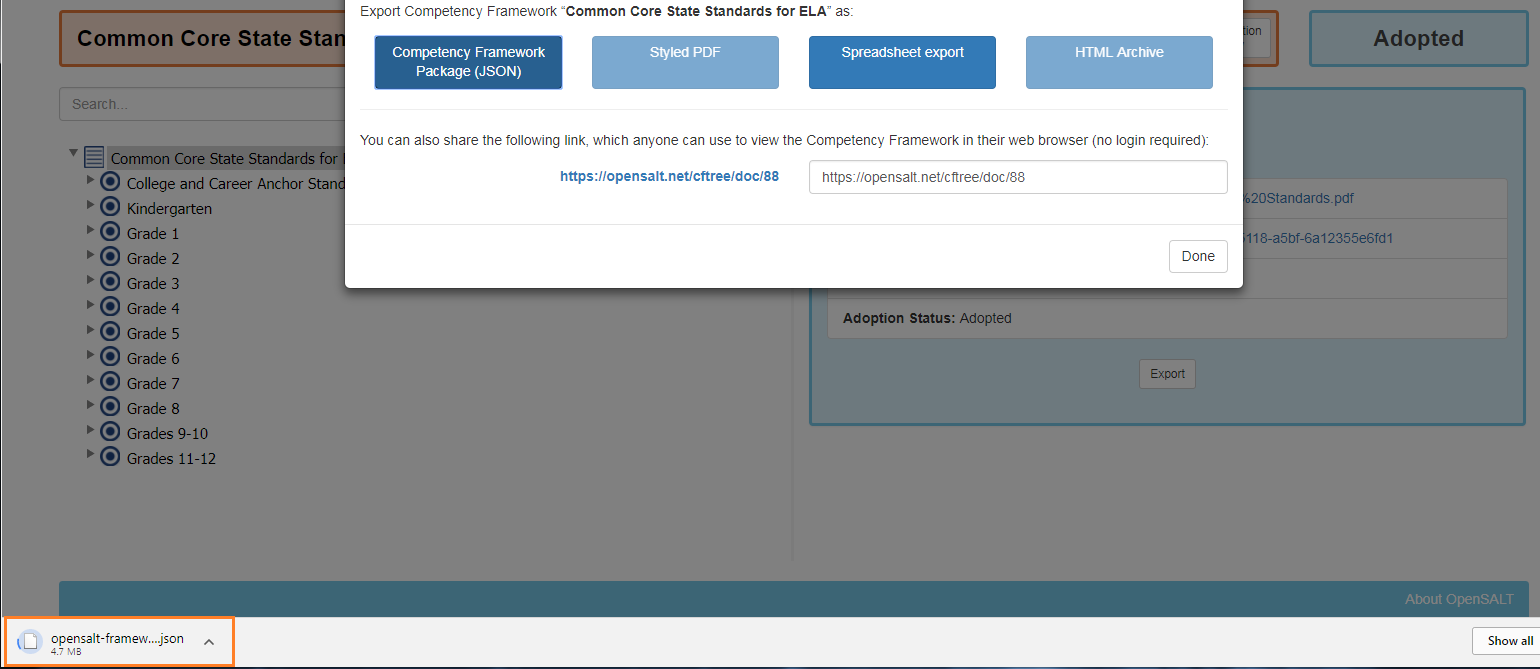 Export Competency Framework “Common Core State Standards for ELA” as:
Competency Framework
Package (JSON)
Styled PDF
Spreadsheet export
HTML Archive
You can also share the following link, which anyone can use to view the Competency Framework in their web browser (no login required):
https://opensalt.net/cftree/doc/88
https://opensalt.net/cftree/doc/88
Done
Common Core State Stan
tion
Adopted
Search...
Common Core State Standards for
College and Career Anchor Stand
Kindergarten
Grade 1
Grade 2
Grade 3
Grade 4
Grade 5
Grade 6
Grade 7
Grade 8
Grades 9-10
Grades 11-12
%20Standards.pdf
118-a5bf-6a12355e6fd1
Adoption Status: Adopted
Export
About OpenSALT
opensalt-framew....json
4.7 MB
Show all